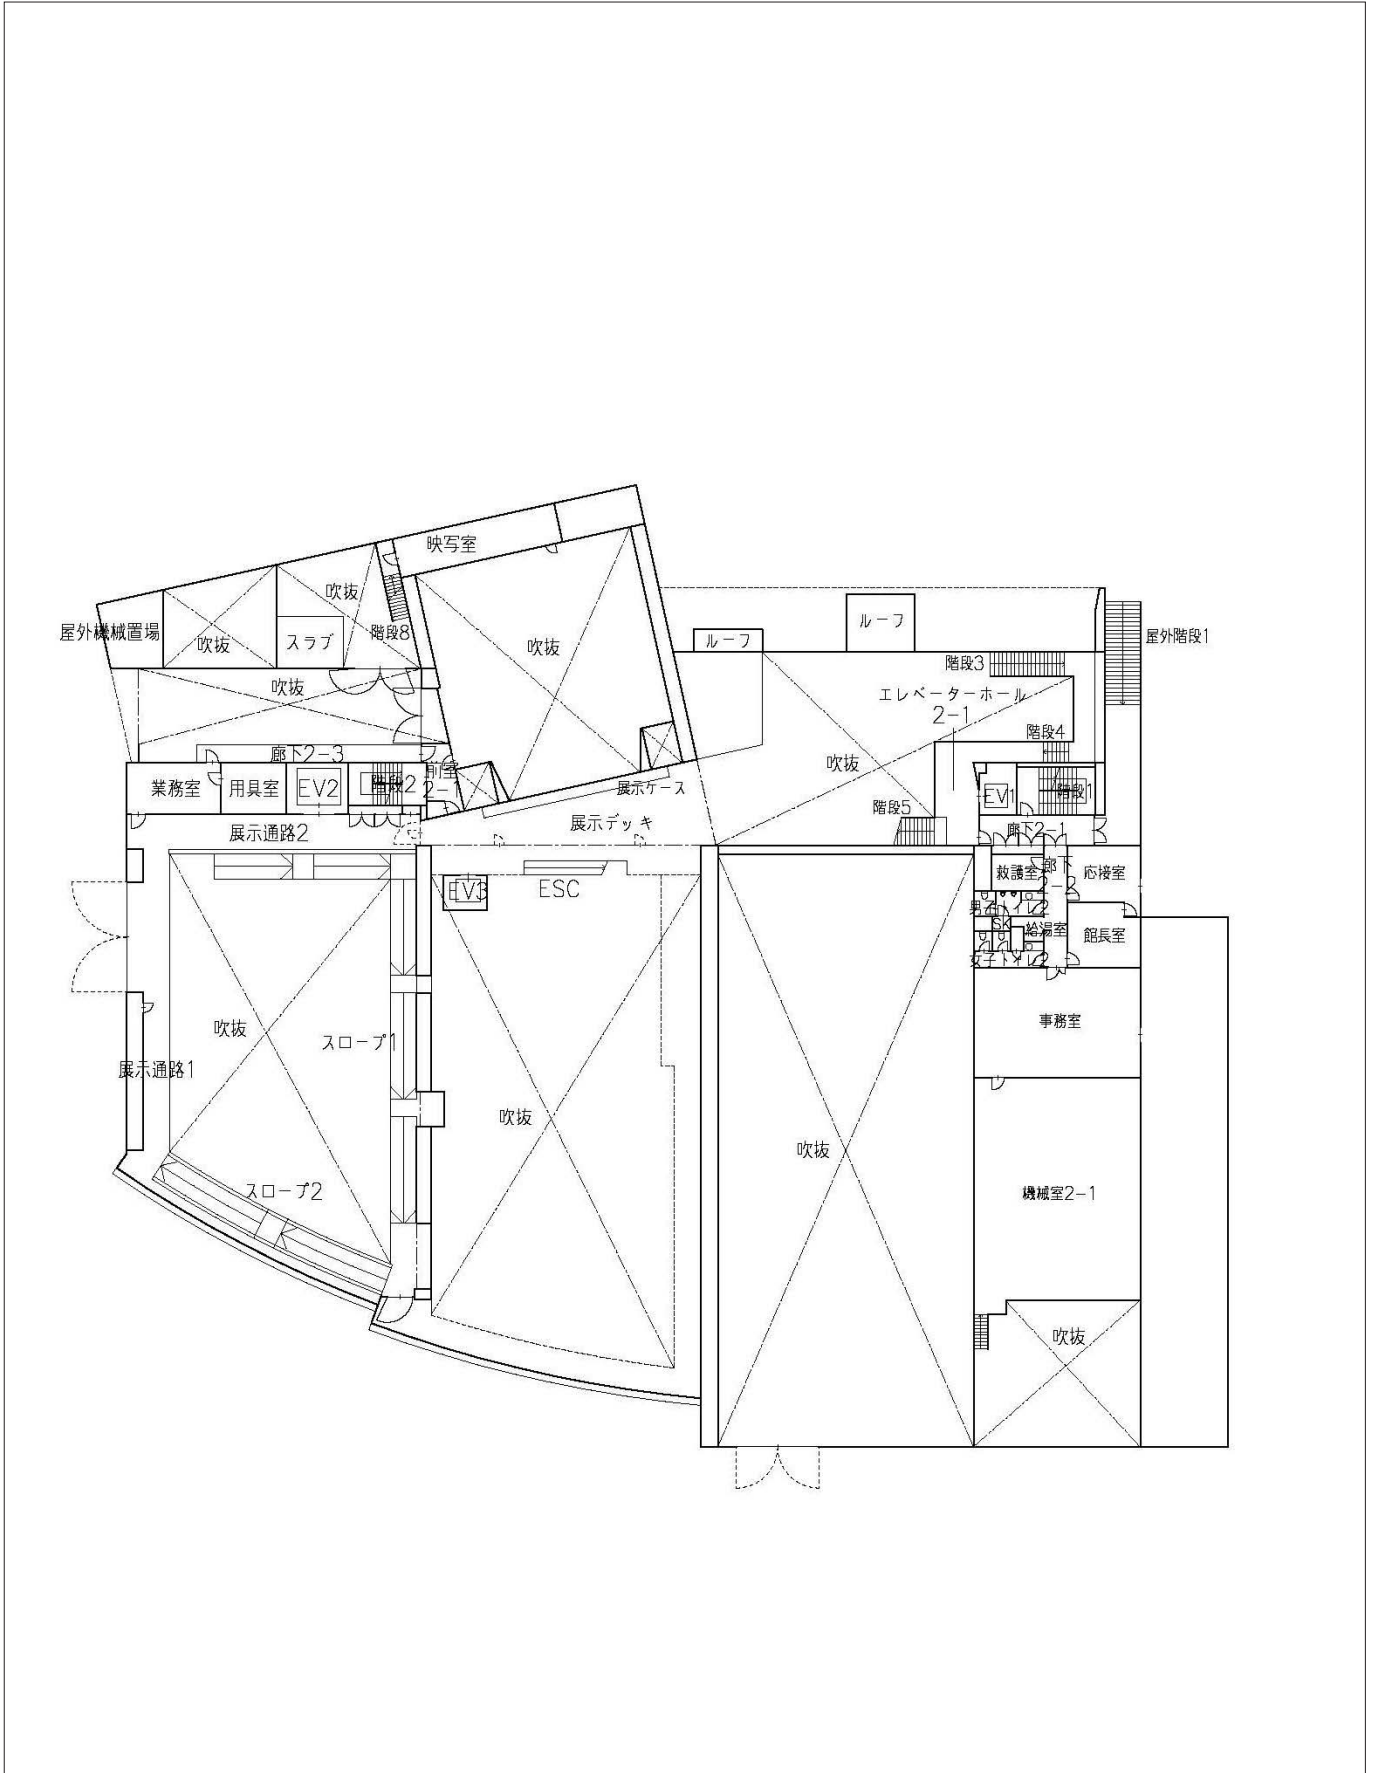 映写室
吹抜
屋外機械置場
吹抜
スラブ
階段8
吹抜
ルーフ
ルーフ
屋外階段1
階段3
吹抜
エレベーターホール
2-1
階段4
廊下2-3
前室
2-1
吹抜
業務室
用具室
EV2
階段2
展示ケース
EV1
階段1
展示デッキ
階段5
展示通路2
廊下2-1
EV3
ESC
救護室
廊下
応接室
男子トイレ2
SK
給湯室
館長室
女子トイレ2
吹抜
スロープ1
事務室
展示通路1
吹抜
吹抜
スロープ2
機械室2-1
吹抜